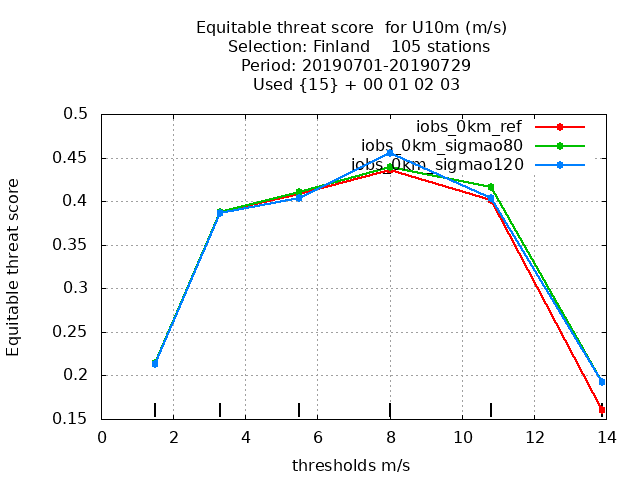 Equitable threat score  for U10m (m/s)
Selection: Finland    105 stations
Period: 20190701-20190729
Used {15} + 00 01 02 03
Equitable threat score
0.5
0.45
0.4
0.35
0.3
0.25
0.2
0.15
iobs_0km_ref
iobs_0km_sigmao80
iobs_0km_sigmao120
0 2 4 6 8 10 12 14
thresholds m/s